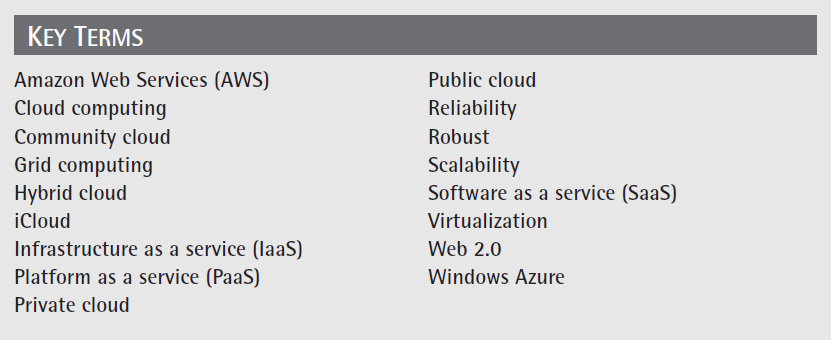 KEY TERMS
Amazon Web Services (AWS)
Cloud computing
Community cloud
Grid computing
Hybrid cloud
iCloud
Infrastructure as a service (IaaS)
Platform as a service (PaaS)
Private cloud
Public cloud
Reliability
Robust
Scalability
Software as a service (SaaS)
Virtualization
Web 2.0
Windows Azure